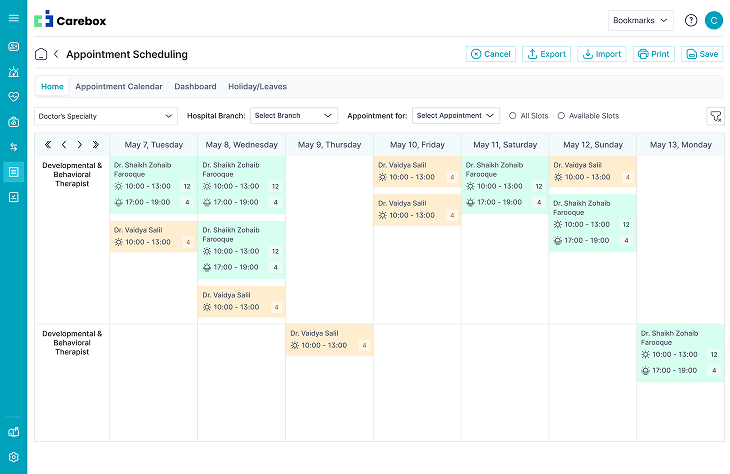 Carebox
Bookmarks
C
Appointment Scheduling
Cancel
Export
Import
Print
Save
Home
Appointment Calendar
Dashboard
Holiday/Leaves
Doctor's Specialty
Hospital Branch:
Select Branch
Appointment for:
Select Appointment
All Slots
Available Slots
May 7, Tuesday
May 8, Wednesday
May 9, Thursday
May 10, Friday
May 11, Saturday
May 12, Sunday
May 13, Monday
Developmental &
Behavioral
Therapist
Dr. Shaikh Zohaib
Farooque
10:00 - 13:00 12
17:00 - 19:00 4
Dr. Vaidya Salil
10:00 - 13:00 4
Dr. Shaikh Zohaib
Farooque
10:00 - 13:00 12
17:00 - 19:00 4
Dr. Shaikh Zohaib
Farooque
10:00 - 13:00 12
17:00 - 19:00 4
Dr. Vaidya Salil
10:00 - 13:00 4
Dr. Vaidya Salil
10:00 - 13:00 4
Dr. Vaidya Salil
10:00 - 13:00 4
Dr. Shaikh Zohaib
Farooque
10:00 - 13:00 12
17:00 - 19:00 4
Dr. Vaidya Salil
10:00 - 13:00 4
Dr. Shaikh Zohaib
Farooque
10:00 - 13:00 12
17:00 - 19:00 4
Developmental &
Behavioral
Therapist
Dr. Vaidya Salil
10:00 - 13:00 4
Dr. Shaikh Zohaib
Farooque
10:00 - 13:00 12
17:00 - 19:00 4